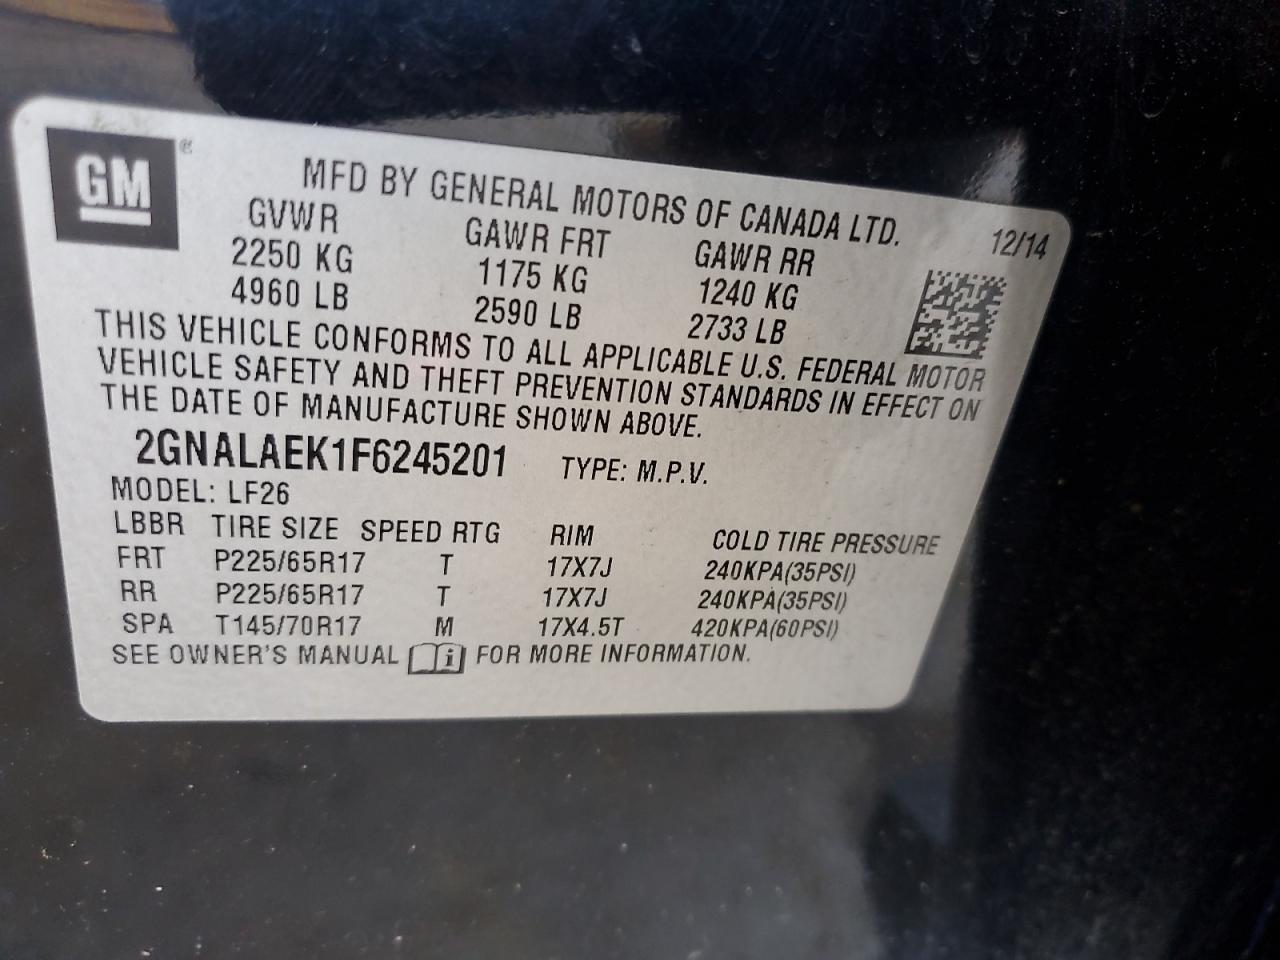 GM®
MFD BY GENERAL MOTORS OF CANADA LTD.
12/14
GVWR GAWR FRT GAWR RR
2250 KG 1175 KG 1240 KG
4960 LB 2590 LB 2733 LB
THIS VEHICLE CONFORMS TO ALL APPLICABLE U.S. FEDERAL MOTOR
VEHICLE SAFETY AND THEFT PREVENTION STANDARDS IN EFFECT ON
THE DATE OF MANUFACTURE SHOWN ABOVE.
2GNALAEK1F6245201 TYPE: M.P.V.
MODEL: LF26
LBBR TIRE SIZE SPEED RTG RIM COLD TIRE PRESSURE
FRT P225/65R17 T 17X7J 240KPA(35PSI)
RR P225/65R17 T 17X7J 240KPA(35PSI)
SPA T145/70R17 M 17X4.5T 420KPA(60PSI)
SEE OWNER'S MANUAL i FOR MORE INFORMATION.